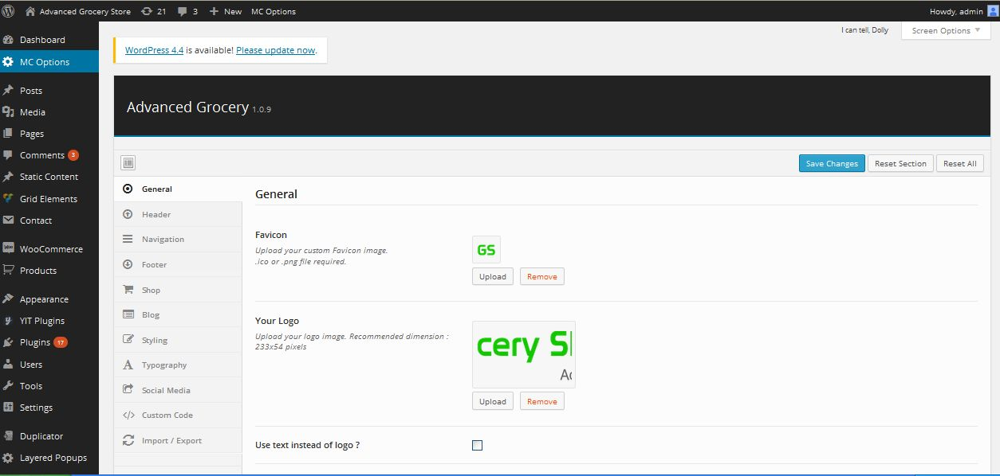 Advanced Grocery Store 21 3 New MC Options Howdy, admin
Dashboard
MC Options
Posts
Media
Pages
Comments 3
Static Content
Grid Elements
Contact
Woo WooCommerce
Products
Appearance
YIT Plugins
Plugins 17
Users
Tools
Settings
Duplicator
Layered Popups
I can tell, Dolly
Screen Options
WordPress 4.4 is available! Please update now.
Advanced Grocery 1.0.9
Save Changes Reset Section Reset All
General
Header
Navigation
Footer
Shop
Blog
Styling
Typography
Social Media
Custom Code
Import / Export
General
Favicon
Upload your custom Favicon image.
.ico or .png file required.
GS
Upload Remove
Your Logo
Upload your logo image. Recommended dimension :
233x54 pixels
cery S
Ad
Upload Remove
Use text instead of logo ?